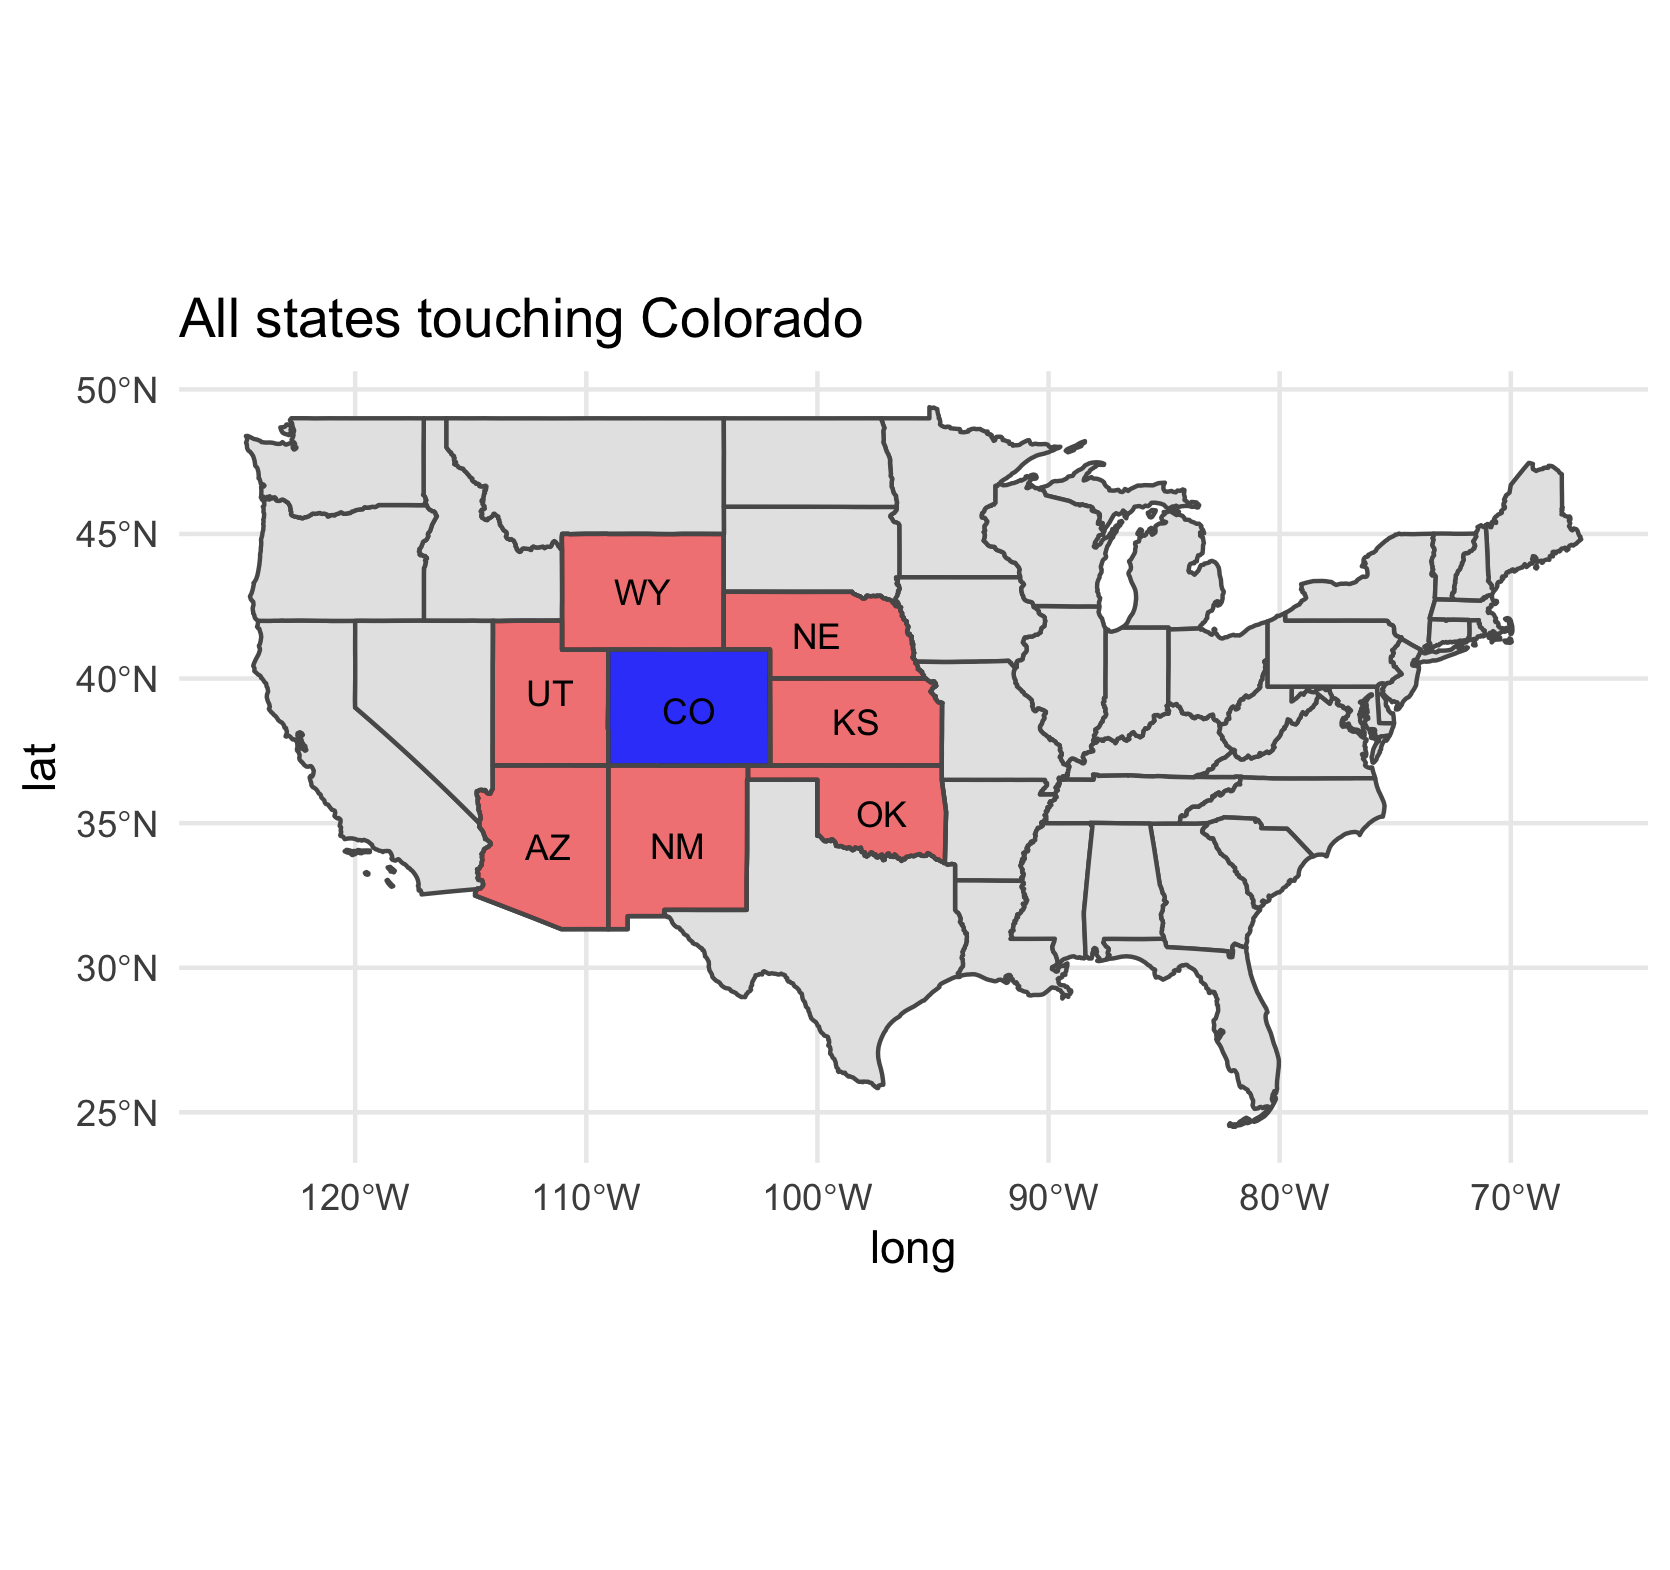 All states touching Colorado
50°N
45°N
40°N
35°N
30°N
25°N
lat
WY
NE
UT
CO
KS
OK
AZ
NM
120°W 110°W 100°W 90°W 80°W 70°W
long